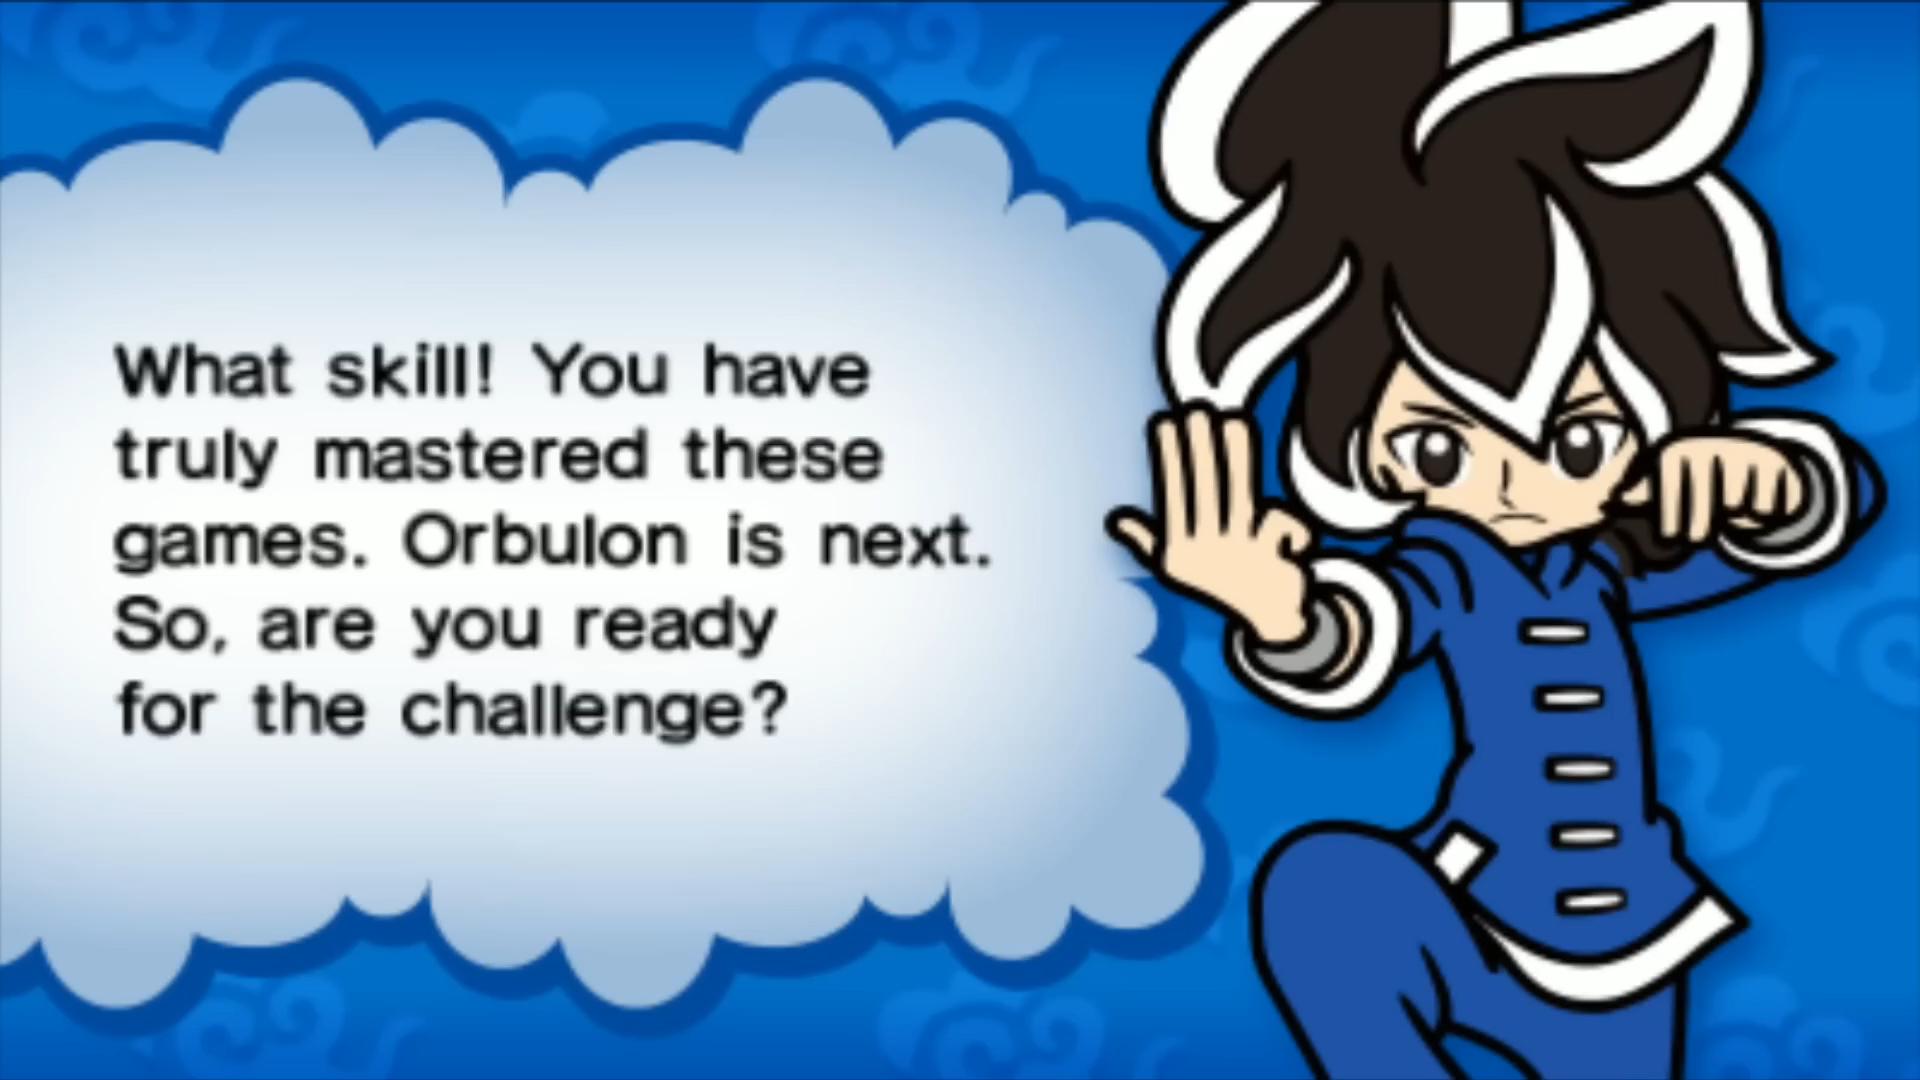 What skill! You have
truly mastered these
games. Orbulon is next.
So, are you ready
for the challenge?